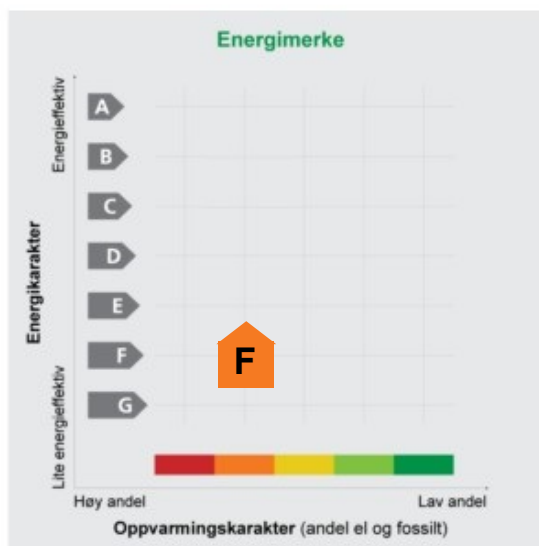 Energimerke
Energieffektiv
A
B
C
D
Energikarakter
E
F
F
Lite energieffektiv
G
Høy andel
Lav andel
Oppvarmingskarakter (andel el og fossilt)